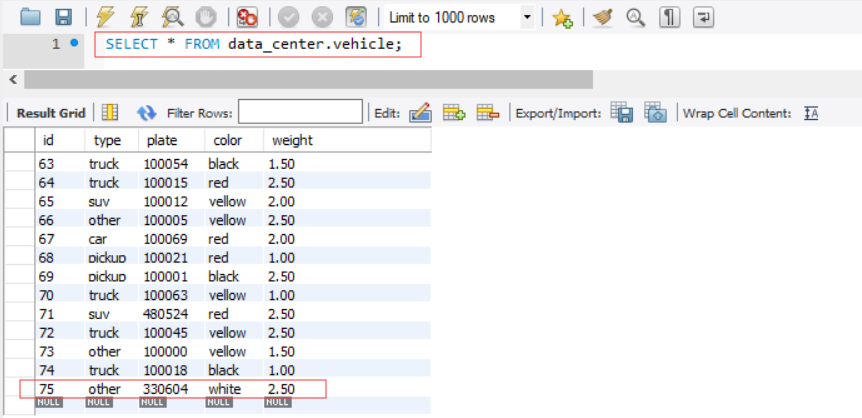 Limit to 1000 rows
1 SELECT * FROM data_center.vehicle;
Result Grid Filter Rows: Edit: Export/Import: Wrap Cell Content:
id type plate color weight
63 truck 100054 black 1.50
64 truck 100015 red 2.50
65 suv 100012 yellow 2.00
66 other 100005 yellow 2.50
67 car 100069 red 2.00
68 pickup 100021 red 1.00
69 pickup 100001 black 2.50
70 truck 100063 yellow 1.00
71 suv 480524 red 2.50
72 truck 100045 yellow 2.50
73 other 100000 yellow 1.50
74 truck 100018 black 1.00
75 other 330604 white 2.50
NULL NULL NULL NULL NULL